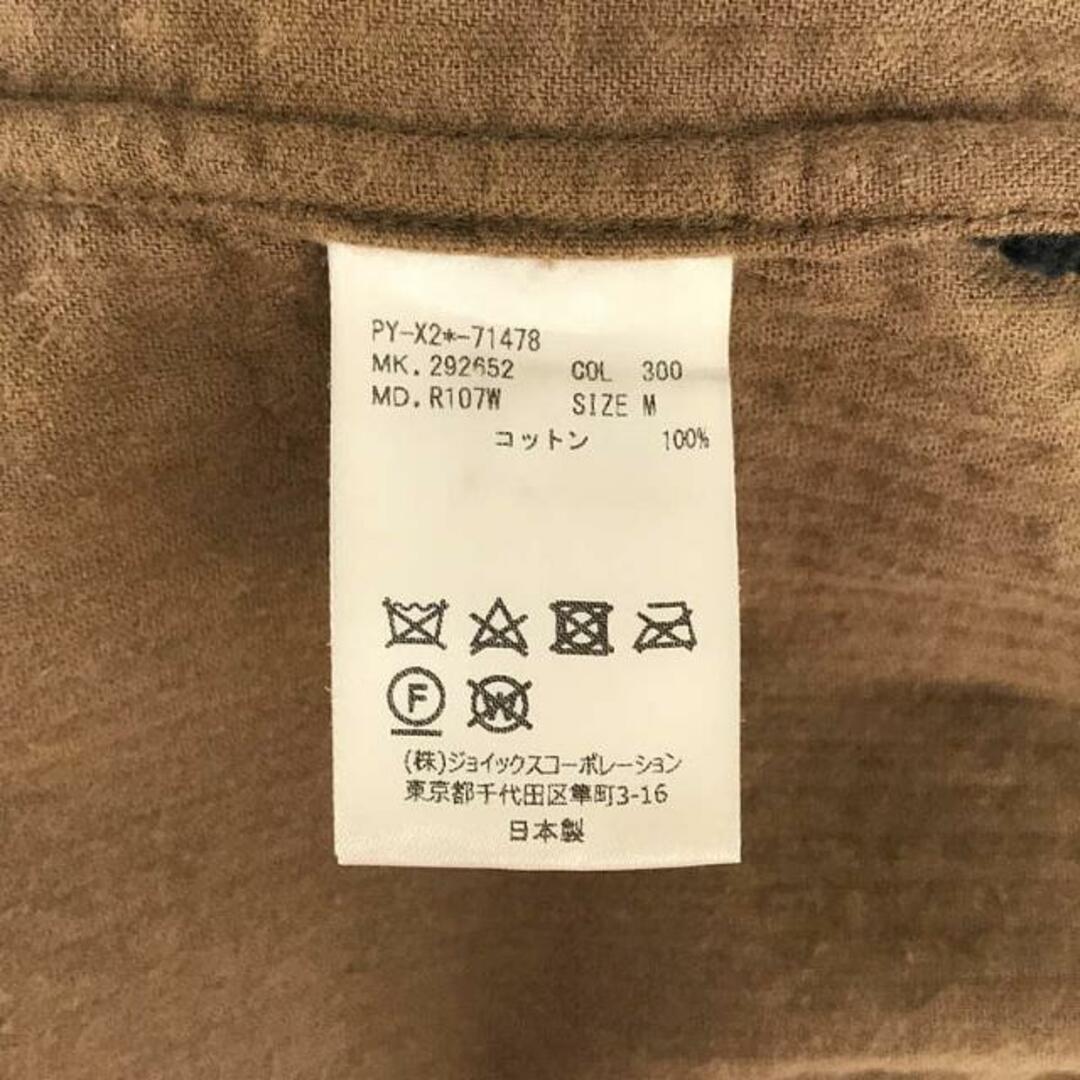 PY-X2*-71478
MK.292652 COL 300
MD.R107W SIZE M
コットン 100%
F
W
(株)ジョイックスコーポレーション
東京都千代田区隼町3-16
日本製